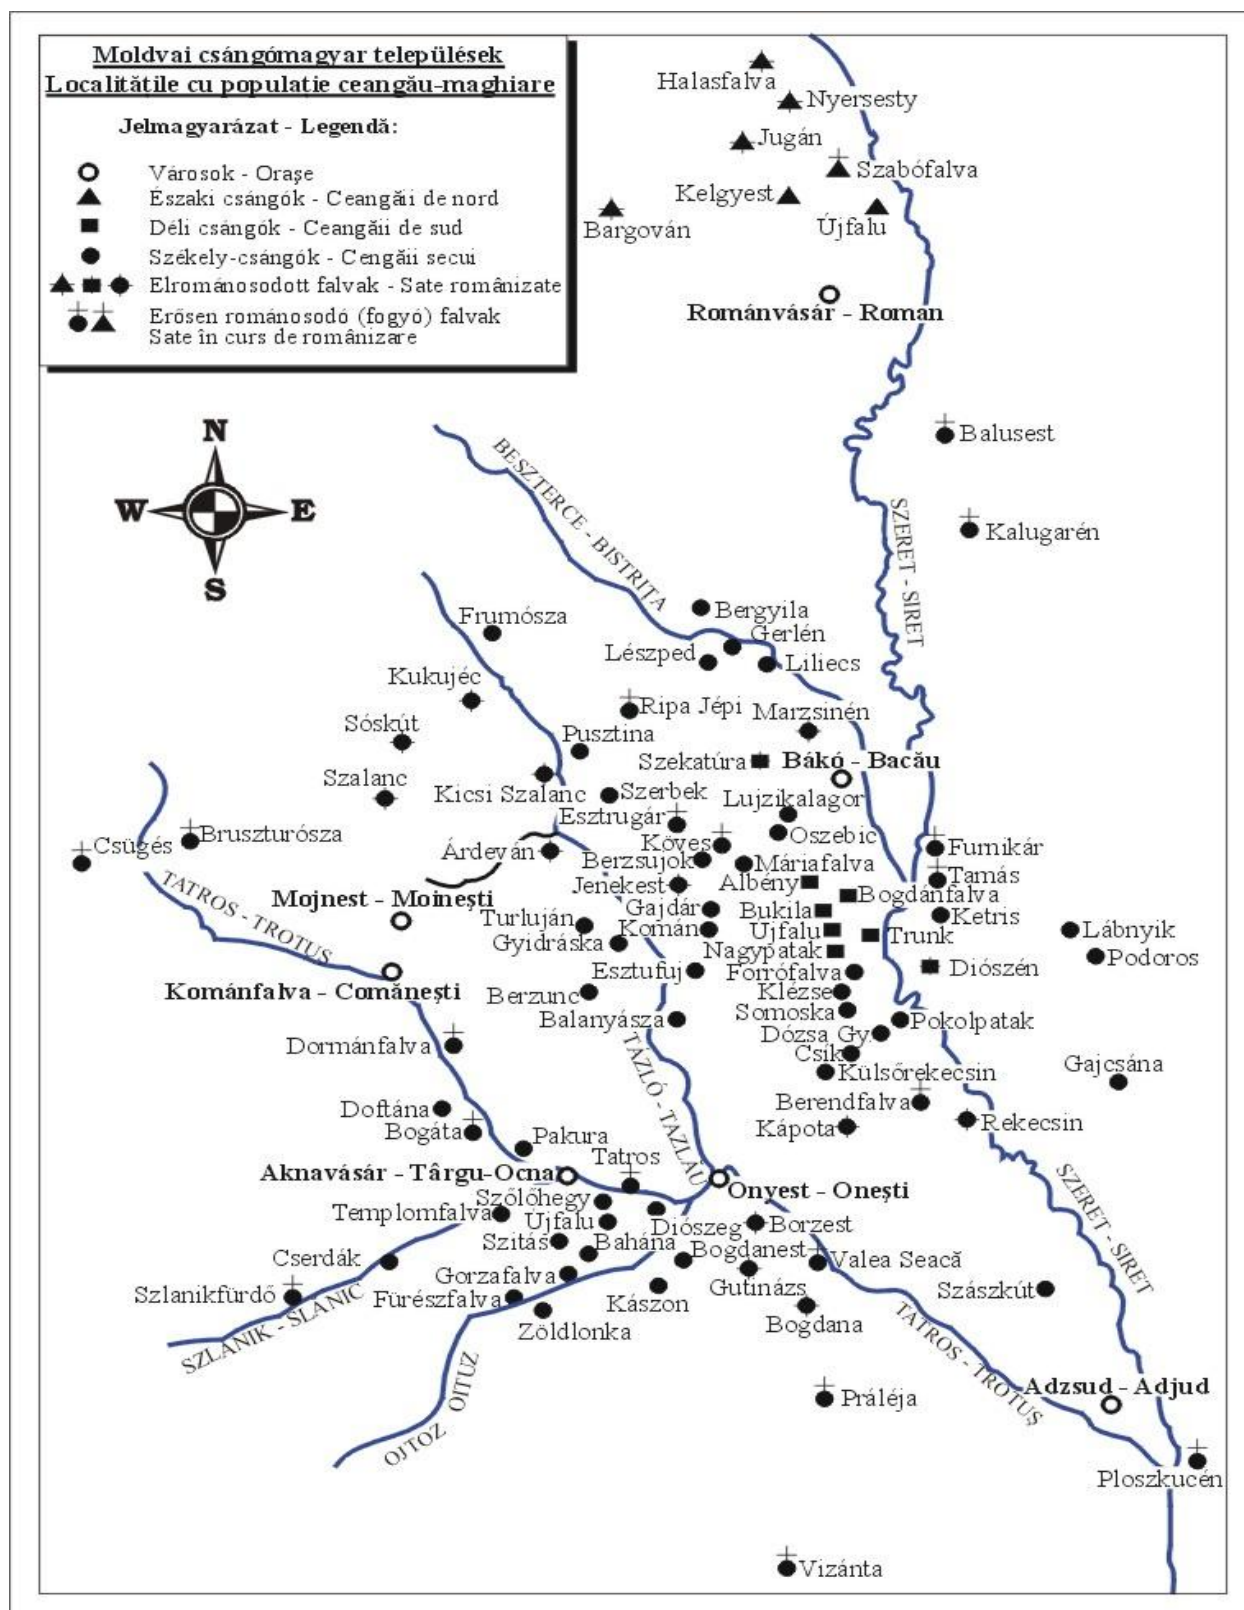 Moldvai csángómagyar települések
Localitățile cu populație ceangău-maghiare
Jelmagyarázat - Legendă:
Városok - Orașe
Északi csángók - Ceangăii de nord
Déli csángók - Ceangăii de sud
Székely-csángók - Cengăii secui
Elrománosodott falvak - Sate românizate
Erősen románosodó (fogyó) falvak
Sate în curs de românizare
Halasfalva
Nyersesty
Jugán
Szabófalva
Kelgyest
Bargován
Újfalu
Románvásár - Roman
N
W
E
S
Balusest
BESZTERCE - BISTRIȚA
SZERET - SIRET
Kalugarén
Frumósza
Bergyila
Gerlén
Lészped
Liliecs
Kukujéc
Ripa Jépi
Marzsinén
Sóskút
Pusztina
Szekatúra
Bákó - Bacău
Szalanc
Kicsi Szalanc
Szerbek
Lujzikalagor
Esztrugár
Bruszturósza
Oszebic
Csügés
Árdeván
Köves
Furnikár
Berzsujok
Máriafalva
Tamás
Jenekest
Albény
Bogdánfalva
TATROS - TROTUȘ
Mojnest - Moinești
Gajdár
Bukila
Ketris
Turluján
Komán
Ujfalu
Trunk
Lábnyik
Gyidráska
Nagypatak
Podoros
Esztufuj
Forrófalva
Diószén
Kománfalva - Comănești
Berzunc
Klézse
Somoska
Balanyásza
Pokolpatak
Dózsa Gy.
Dormánfalva
Csík
TÁZLÓ - TAZLĂU
Külsőrekecsin
Gajcsána
Berendfalva
Doftána
Rekecsin
Bogáta
Kápota
Pakura
Tatros
Aknavásár - Târgu-Ocna
Onyest - Onești
SZERET - SIRET
Szőlőhegy
Templomfalva
Újfalu
Diószeg
Borzest
Szitás
Bahána
Bogdanest
Valea Seacă
Cserdák
Gorzafalva
Gutinázs
Szászkút
Szlanikfürdő
Fürészfalva
Kászon
Bogdana
Zöldlonka
SZLANIK - SLANIC
TATROS - TROTUȘ
OJTOZ OITUZ
Adzsud - Adjud
Práléja
Ploszkucén
Vizánta